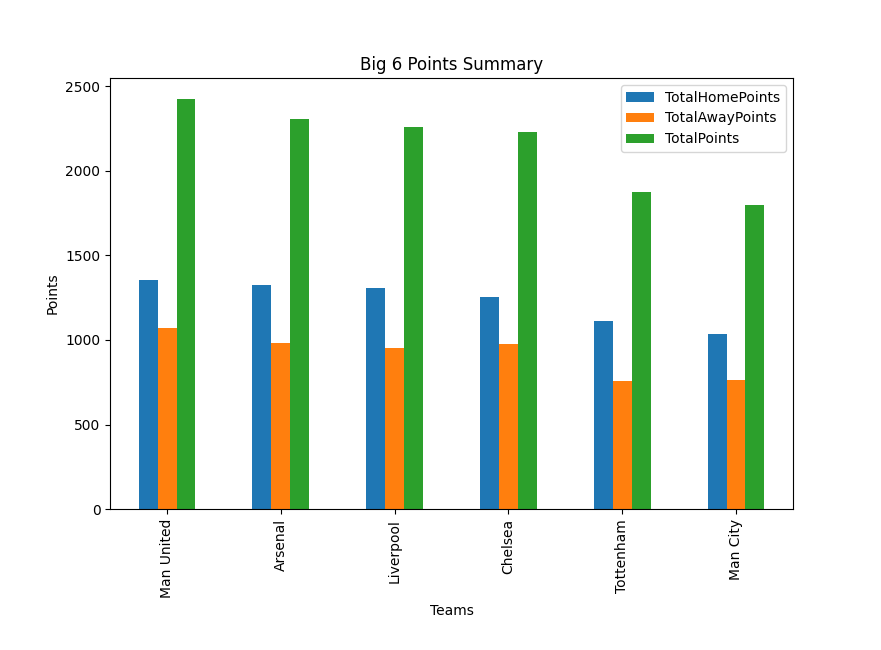 Big 6 Points Summary
TotalHomePoints
TotalAwayPoints
TotalPoints
Points
2500
2000
1500
1000
500
0
Man United
Arsenal
Liverpool
Chelsea
Tottenham
Man City
Teams